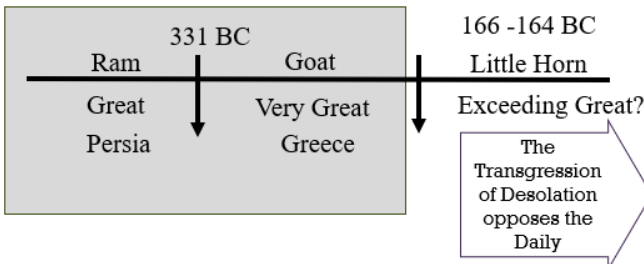 331 BC
166 -164 BC
Ram
Goat
Little Horn
Great
Very Great
Exceeding Great?
Persia
Greece
The
Transgression
of Desolation
opposes the
Daily